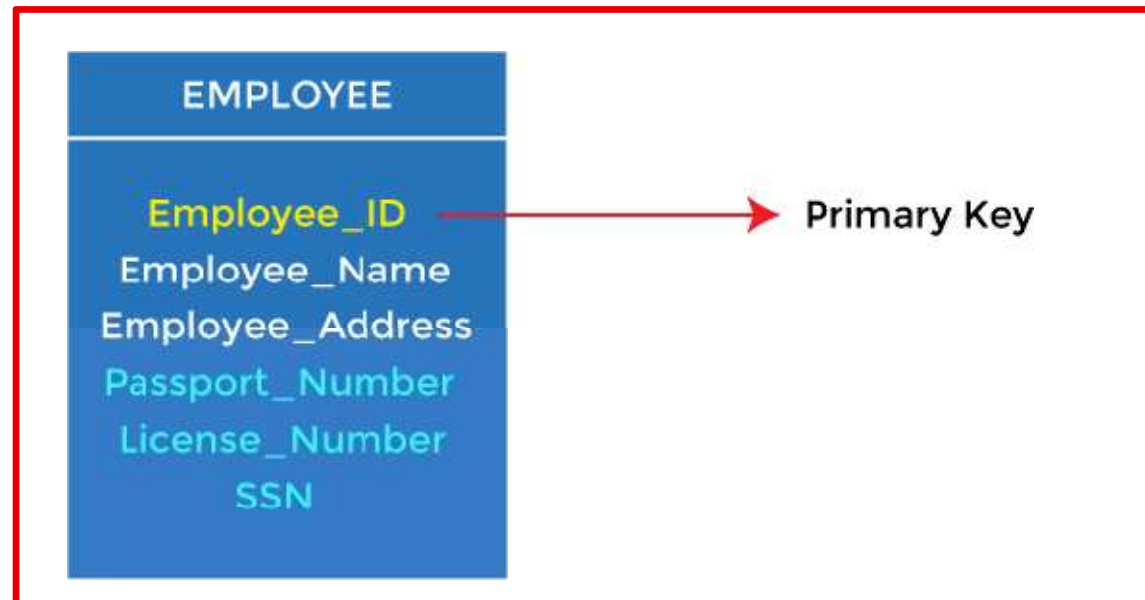 EMPLOYEE
Employee_ID
Primary Key
Employee_Name
Employee_Address
Passport_Number
License_Number
SSN